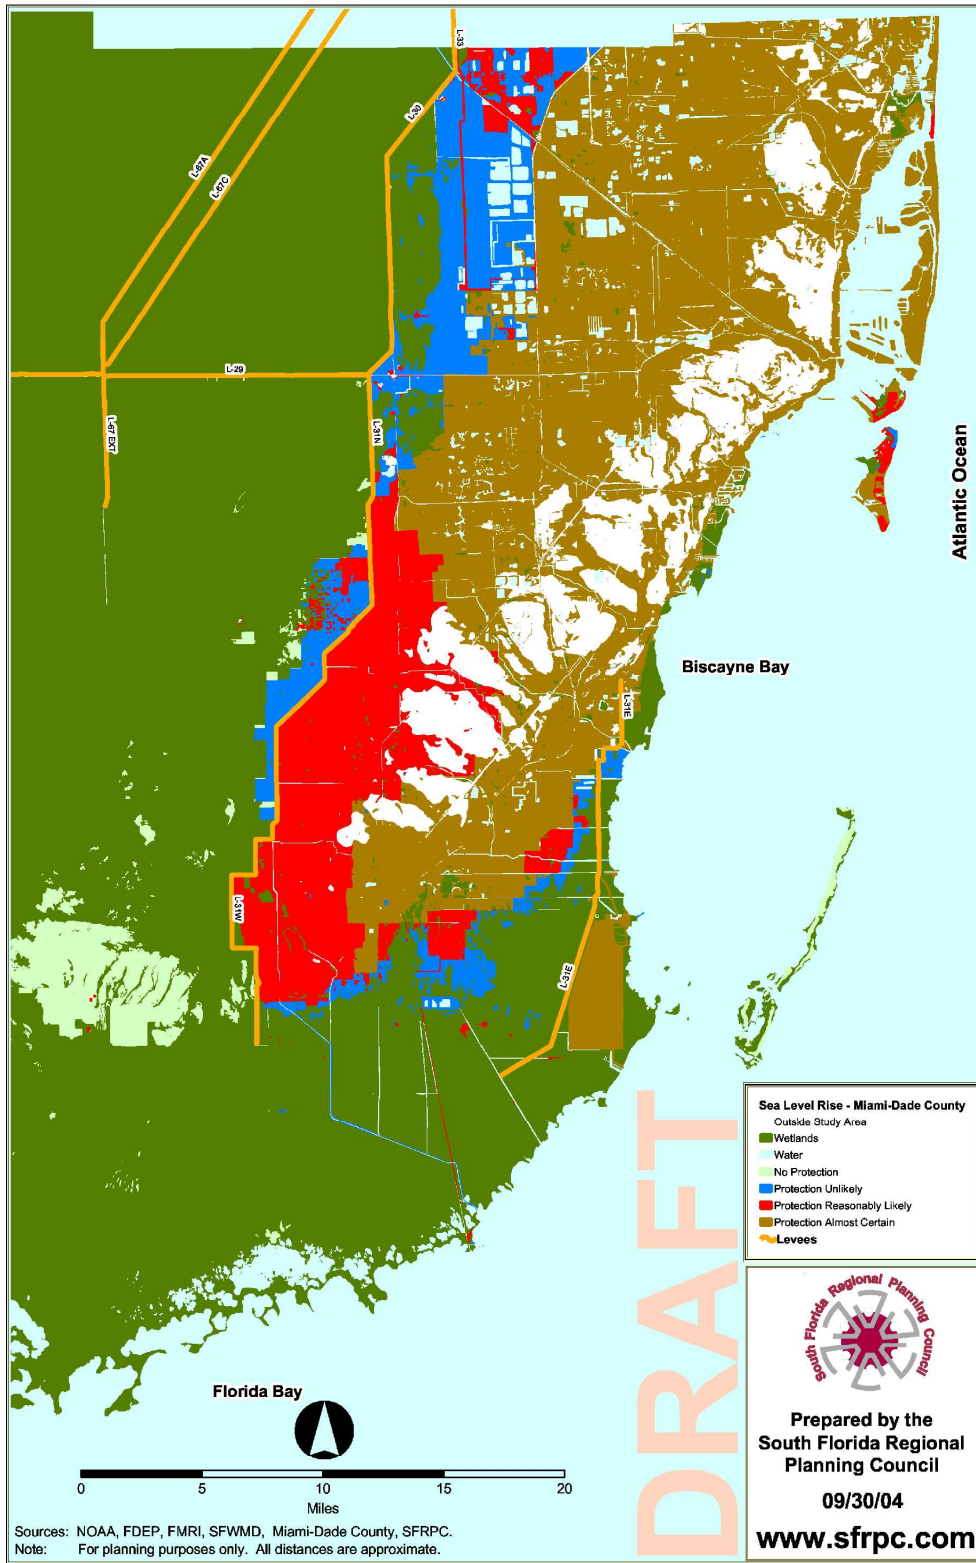 L-33
L-30
L-67A
L-67C
L-29
L-67 EXT
L-31N
Atlantic Ocean
Biscayne Bay
L-31E
L-31W
L-31E
DRAFT
Sea Level Rise - Miami-Dade County
Outside Study Area
Wetlands
Water
No Protection
Protection Unlikely
Protection Reasonably Likely
Protection Almost Certain
Levees
South Florida Regional Planning Council
Florida Bay
Prepared by the
South Florida Regional
Planning Council
09/30/04
www.sfrpc.com
0 5 10 15 20
Miles
Sources: NOAA, FDEP, FMRI, SFWMD, Miami-Dade County, SFRPC.
Note: For planning purposes only. All distances are approximate.